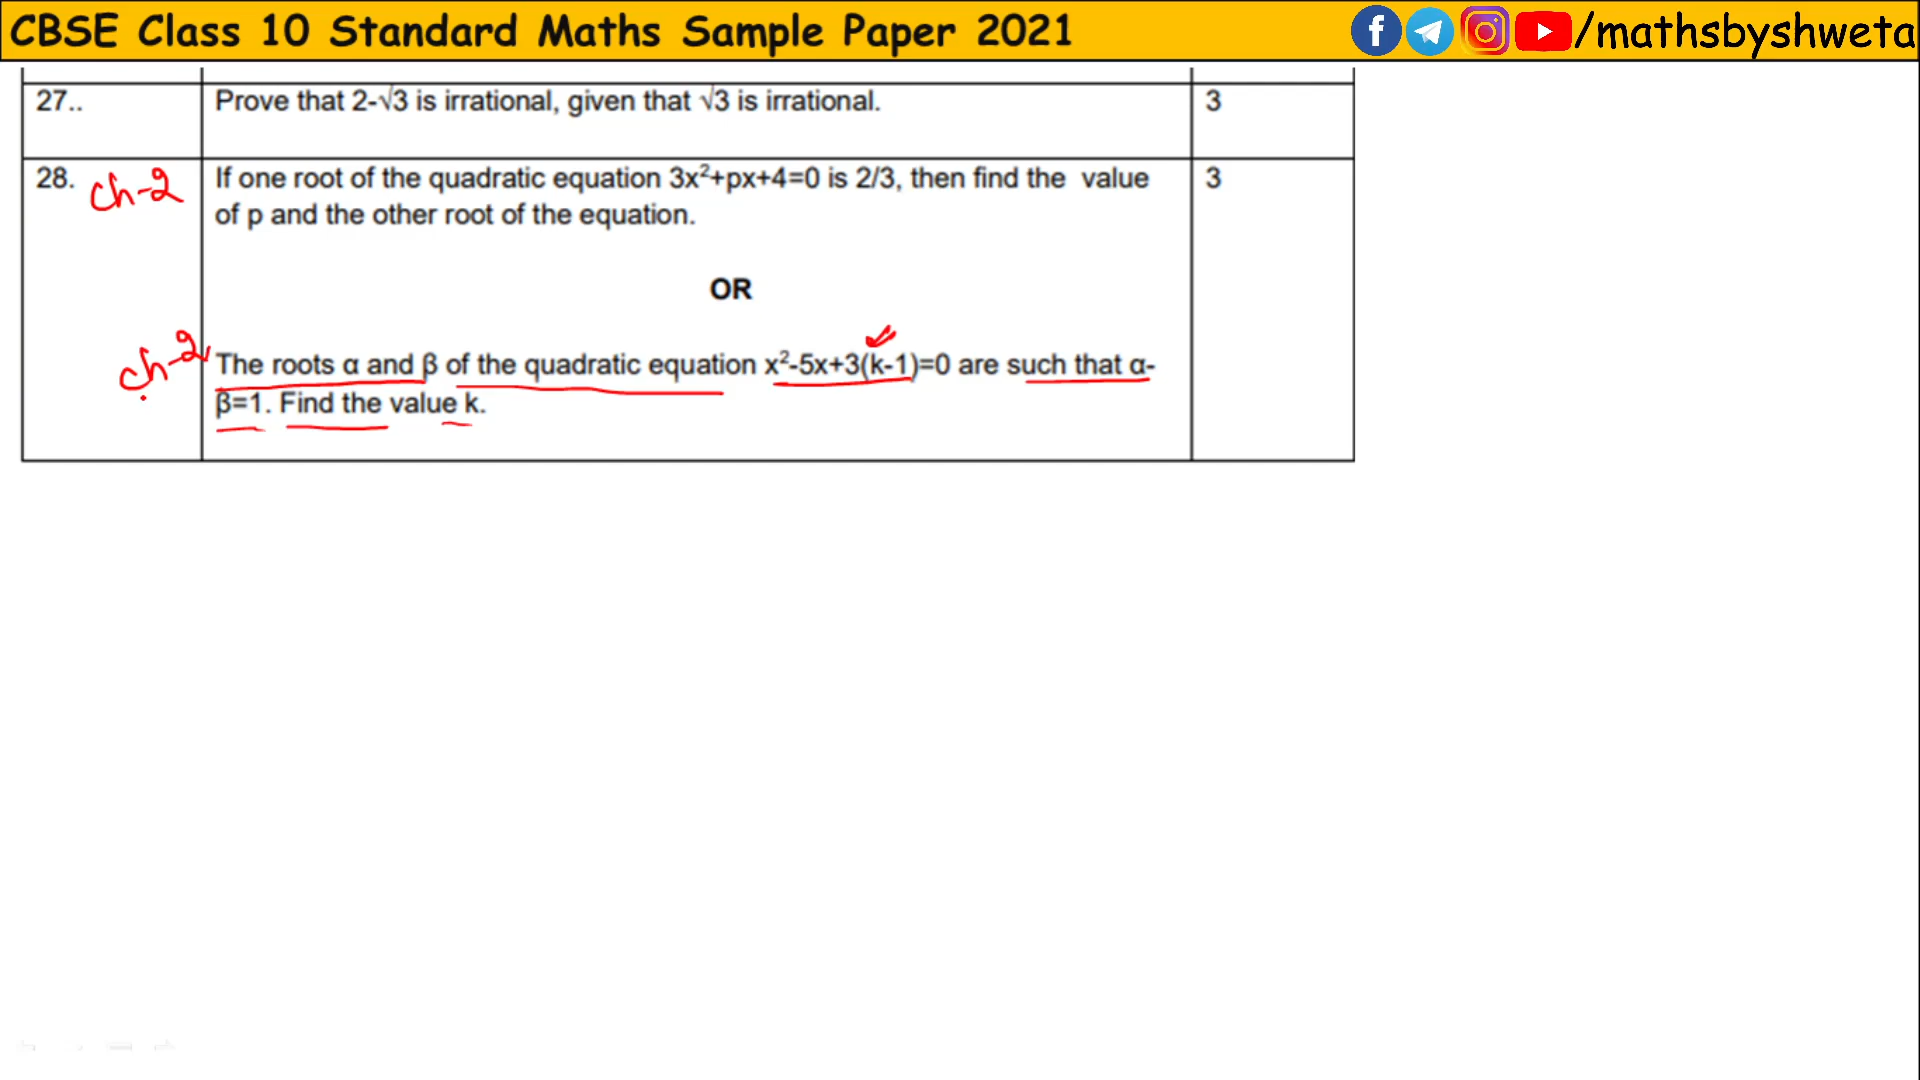 CBSE Class 10 Standard Maths Sample Paper 2021 /mathsbyshweta
27.. Prove that 2-√3 is irrational, given that √3 is irrational. 3
28. ch-2 If one root of the quadratic equation 3x²+px+4=0 is 2/3, then find the value 3
of p and the other root of the equation.
OR
ch-2 The roots α and β of the quadratic equation x²-5x+3(k-1)=0 are such that α-
β=1. Find the value k.